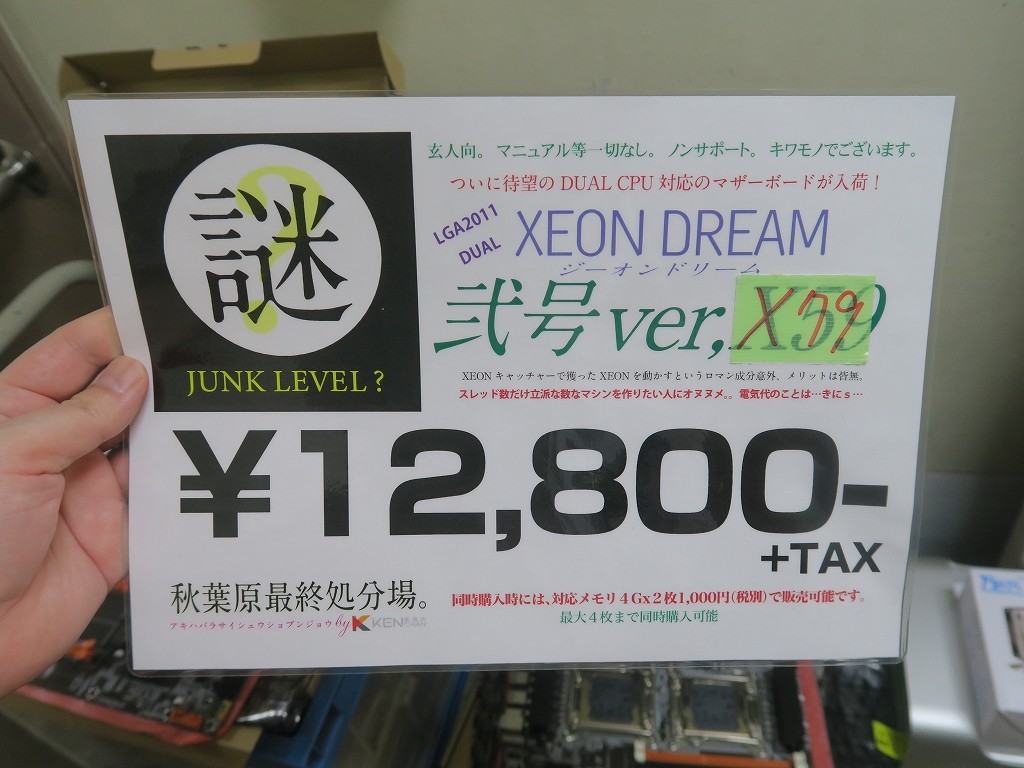 謎
JUNK LEVEL?
玄人向。マニュアル等一切なし。ノンサポート。キワモノでございます。
ついに待望の DUAL CPU 対応のマザーボードが入荷！
LGA2011
DUAL
XEON DREAM
ジーオンドリーム
弐号 ver,X79
XEON キャッチャーで獲った XEON を動かすというロマン成分意外、メリットは皆無。
スレッド数だけ立派な数なマシンを作りたい人にオヌヌメ。。電気代のことは…きにｓ…
¥12,800-
+TAX
秋葉原最終処分場。
アキハバラサイシュウショブンジョウ by KEN
同時購入時には、対応メモリ４Gx２枚1,000円（税別）で販売可能です。
最大４枚まで同時購入可能